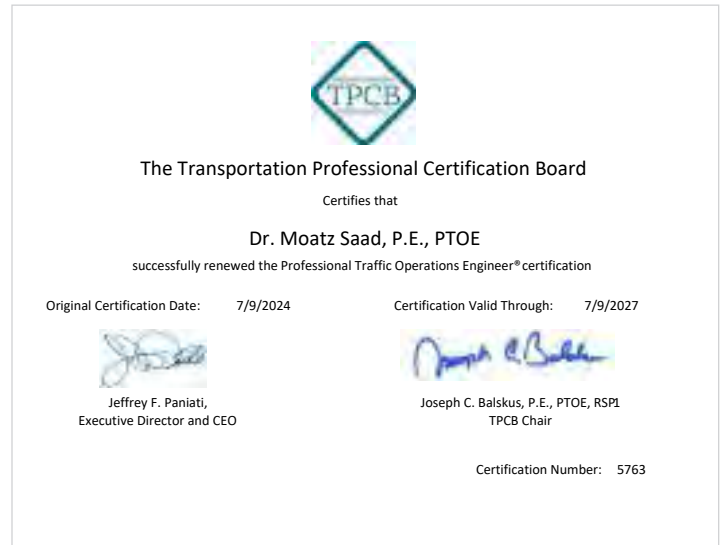 TPCB
The Transportation Professional Certification Board
Certifies that
Dr. Moatz Saad, P.E., PTOE
successfully renewed the Professional Traffic Operations Engineer® certification
Original Certification Date: 7/9/2024 Certification Valid Through: 7/9/2027
Joseph C. Balskus
Jeffrey F. Paniati,
Executive Director and CEO
Joseph C. Balskus, P.E., PTOE, RSP1
TPCB Chair
Certification Number: 5763